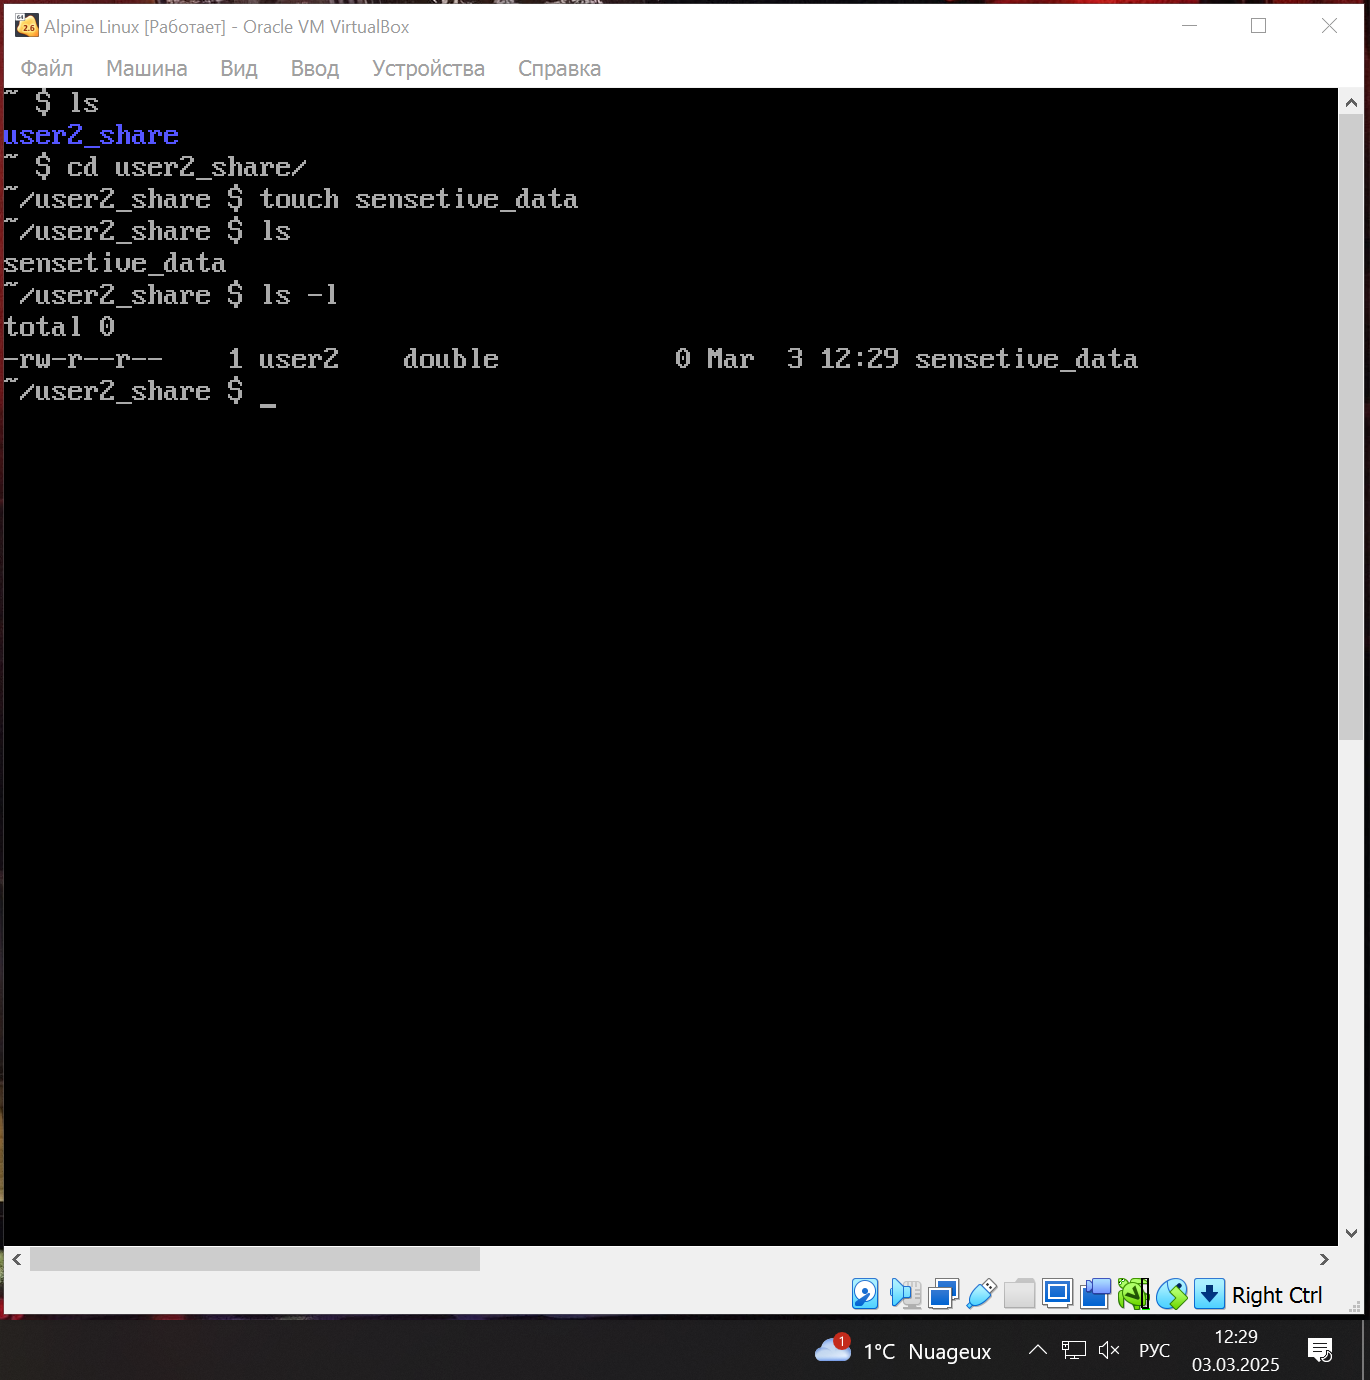 Alpine Linux [Работает] - Oracle VM VirtualBox
Файл Машина Вид Ввод Устройства Справка
~ $ ls
user2_share
~ $ cd user2_share/
~/user2_share $ touch sensetive_data
~/user2_share $ ls
sensetive_data
~/user2_share $ ls -l
total 0
-rw-r--r--    1 user2    double           0 Mar  3 12:29 sensetive_data
~/user2_share $ _
Right Ctrl
1 1°C Nuageux РУС 12:29
03.03.2025